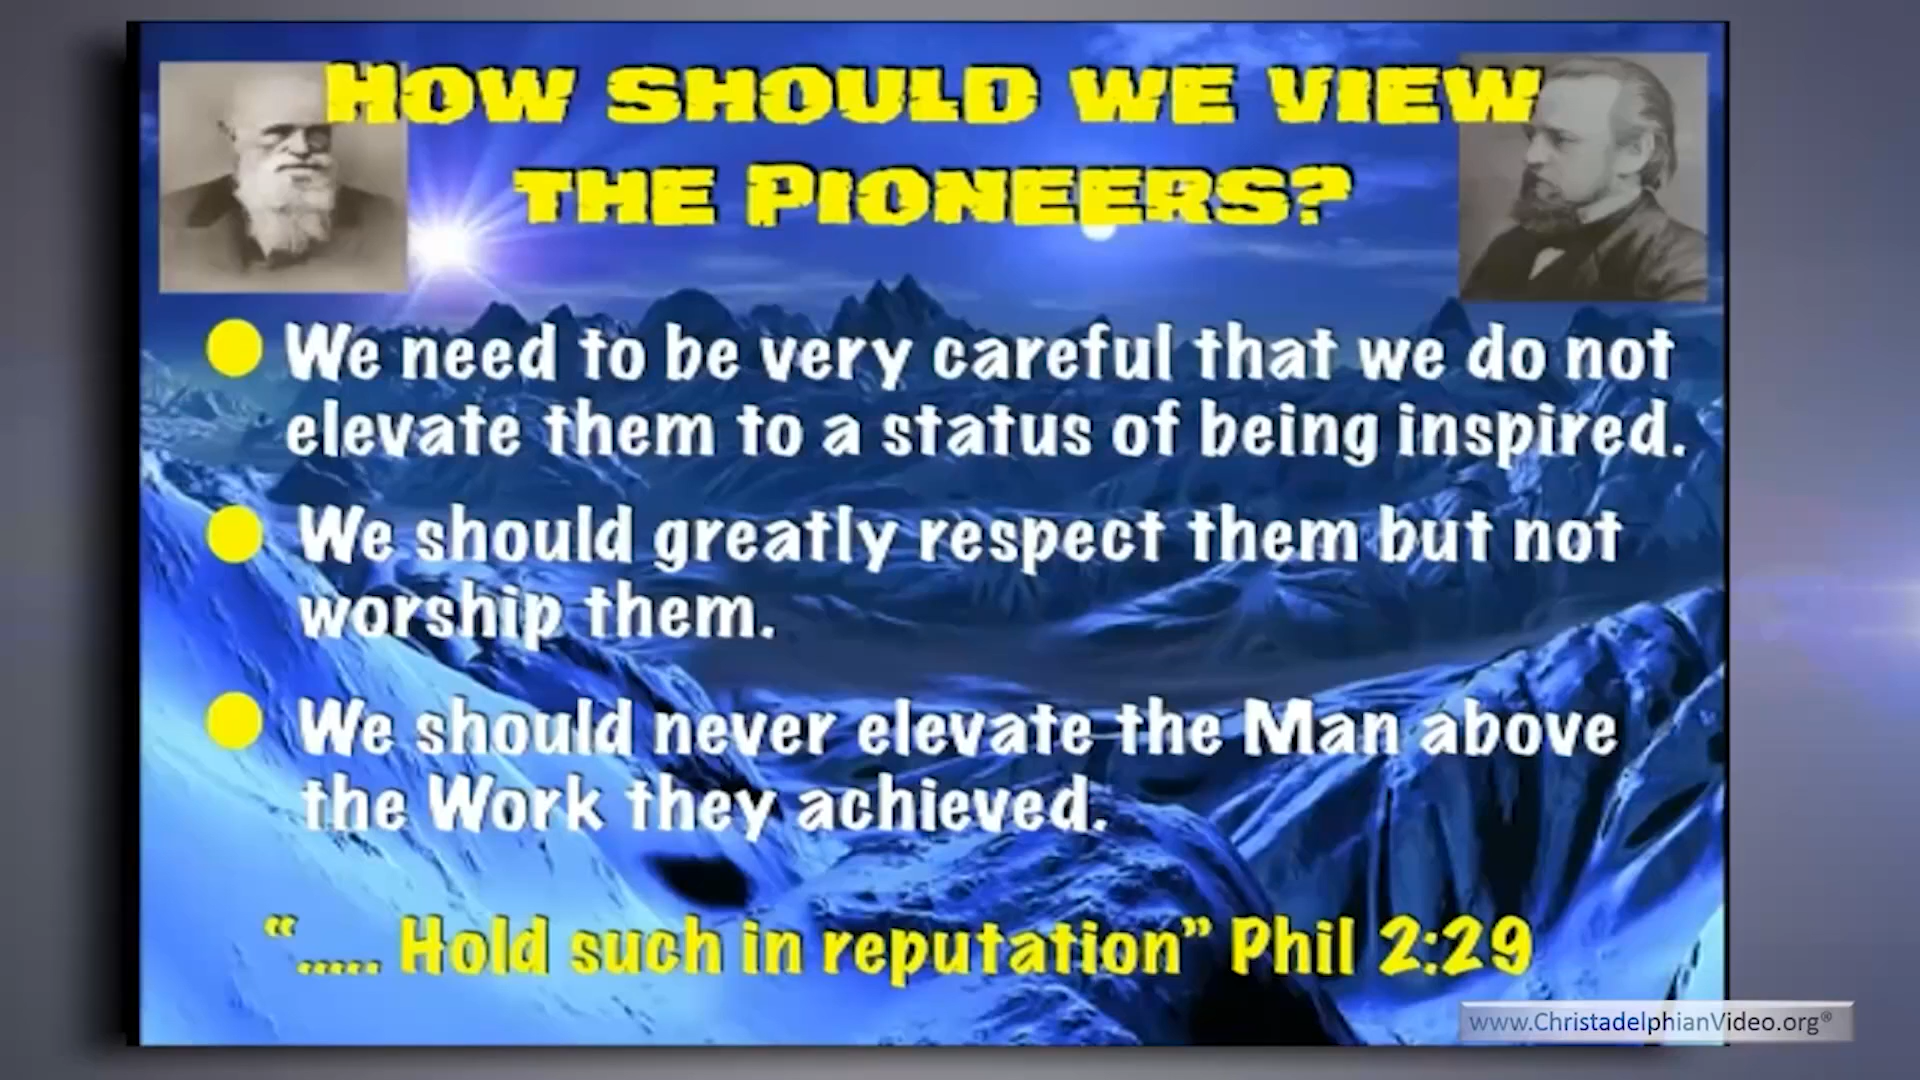 How should we view
the Pioneers?
We need to be very careful that we do not
elevate them to a status of being inspired.
We should greatly respect them but not
worship them.
We should never elevate the Man above
the Work they achieved.
“..... Hold such in reputation” Phil 2:29
www.ChristadelphianVideo.org®